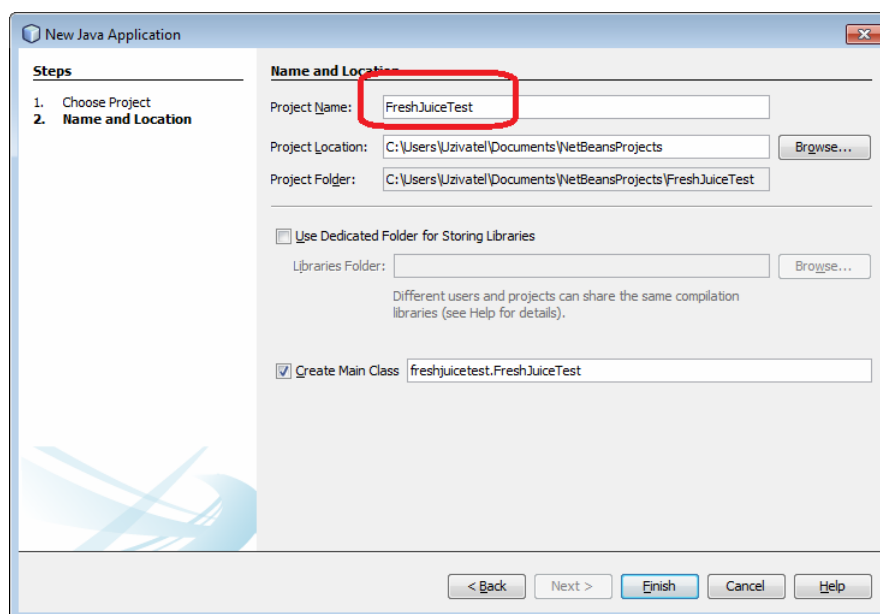 New Java Application
Steps
1. Choose Project
2. Name and Location
Name and Location
Project Name: FreshJuiceTest
Project Location: C:\Users\Uzivatel\Documents\NetBeansProjects Browse...
Project Folder: C:\Users\Uzivatel\Documents\NetBeansProjects\FreshJuiceTest
Use Dedicated Folder for Storing Libraries
Libraries Folder: Browse...
Different users and projects can share the same compilation
libraries (see Help for details).
Create Main Class freshjuicetest.FreshJuiceTest
< Back Next > Finish Cancel Help